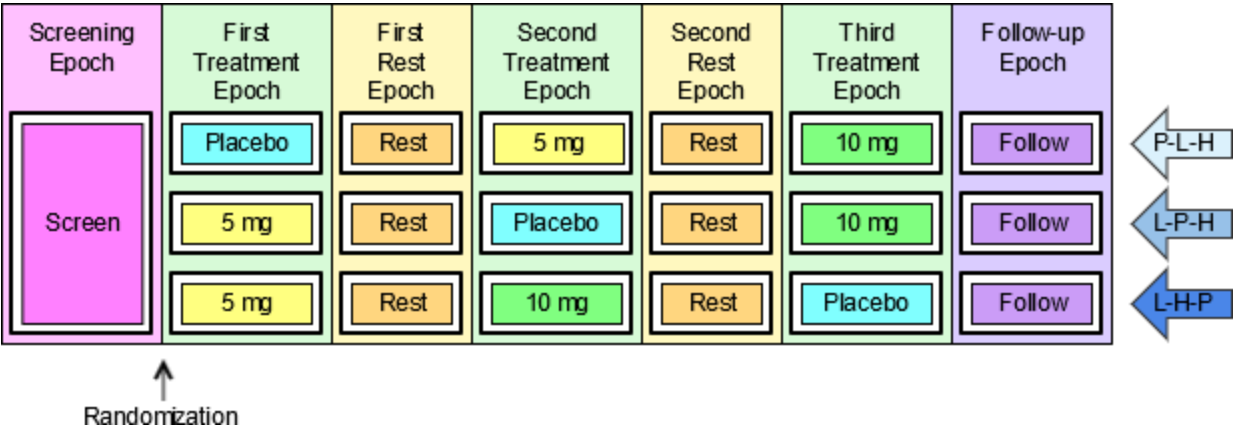 Screening
Epoch
First
Treatment
Epoch
First
Rest
Epoch
Second
Treatment
Epoch
Second
Rest
Epoch
Third
Treatment
Epoch
Follow-up
Epoch
Screen
Placebo
Rest
5 mg
Rest
10 mg
Follow
P-L-H
5 mg
Rest
Placebo
Rest
10 mg
Follow
L-P-H
5 mg
Rest
10 mg
Rest
Placebo
Follow
L-H-P
Randomization